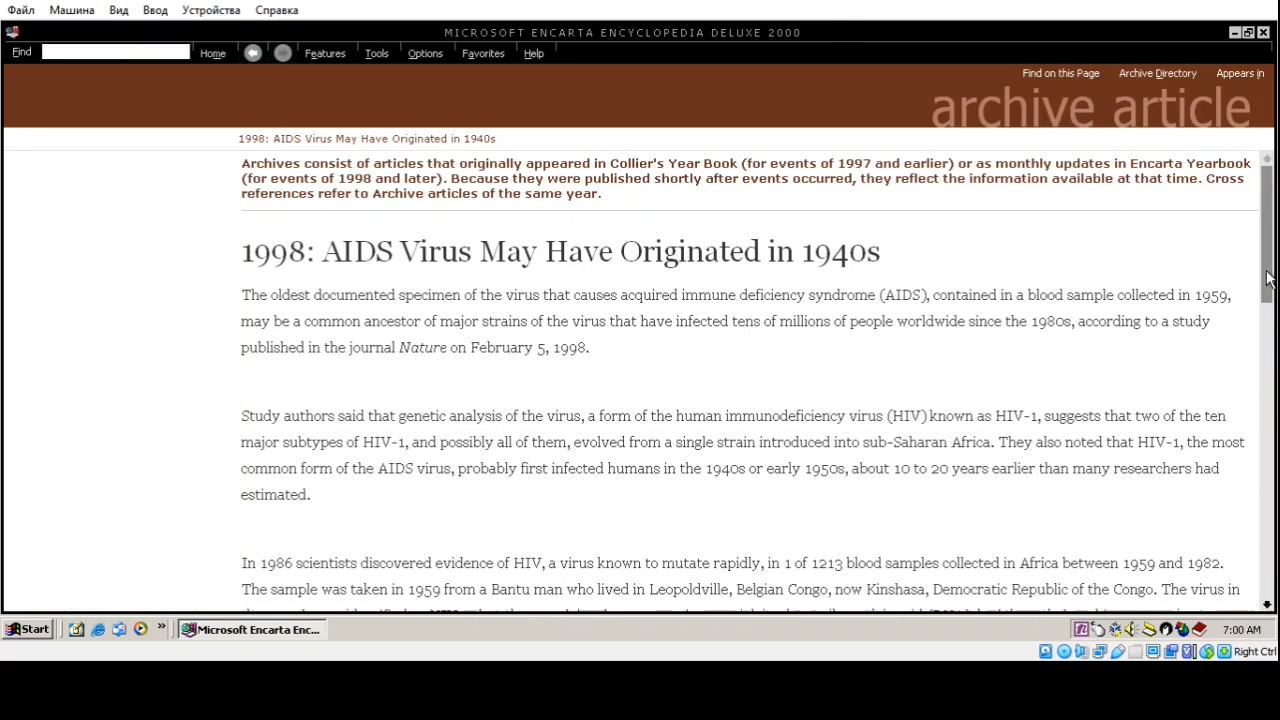 Файл Машина Вид Ввод Устройства Справка
MICROSOFT ENCARTA ENCYCLOPEDIA DELUXE 2000
Find Home Features Tools Options Favorites Help
Find on this Page Archive Directory Appears in
archive article
1998: AIDS Virus May Have Originated in 1940s
Archives consist of articles that originally appeared in Collier's Year Book (for events of 1997 and earlier) or as monthly updates in Encarta Yearbook
(for events of 1998 and later). Because they were published shortly after events occurred, they reflect the information available at that time. Cross
references refer to Archive articles of the same year.
1998: AIDS Virus May Have Originated in 1940s
The oldest documented specimen of the virus that causes acquired immune deficiency syndrome (AIDS), contained in a blood sample collected in 1959,
may be a common ancestor of major strains of the virus that have infected tens of millions of people worldwide since the 1980s, according to a study
published in the journal Nature on February 5, 1998.
Study authors said that genetic analysis of the virus, a form of the human immunodeficiency virus (HIV) known as HIV-1, suggests that two of the ten
major subtypes of HIV-1, and possibly all of them, evolved from a single strain introduced into sub-Saharan Africa. They also noted that HIV-1, the most
common form of the AIDS virus, probably first infected humans in the 1940s or early 1950s, about 10 to 20 years earlier than many researchers had
estimated.
In 1986 scientists discovered evidence of HIV, a virus known to mutate rapidly, in 1 of 1213 blood samples collected in Africa between 1959 and 1982.
The sample was taken in 1959 from a Bantu man who lived in Leopoldville, Belgian Congo, now Kinshasa, Democratic Republic of the Congo. The virus in
Start Microsoft Encarta Enc... 7:00 AM
Right Ctrl